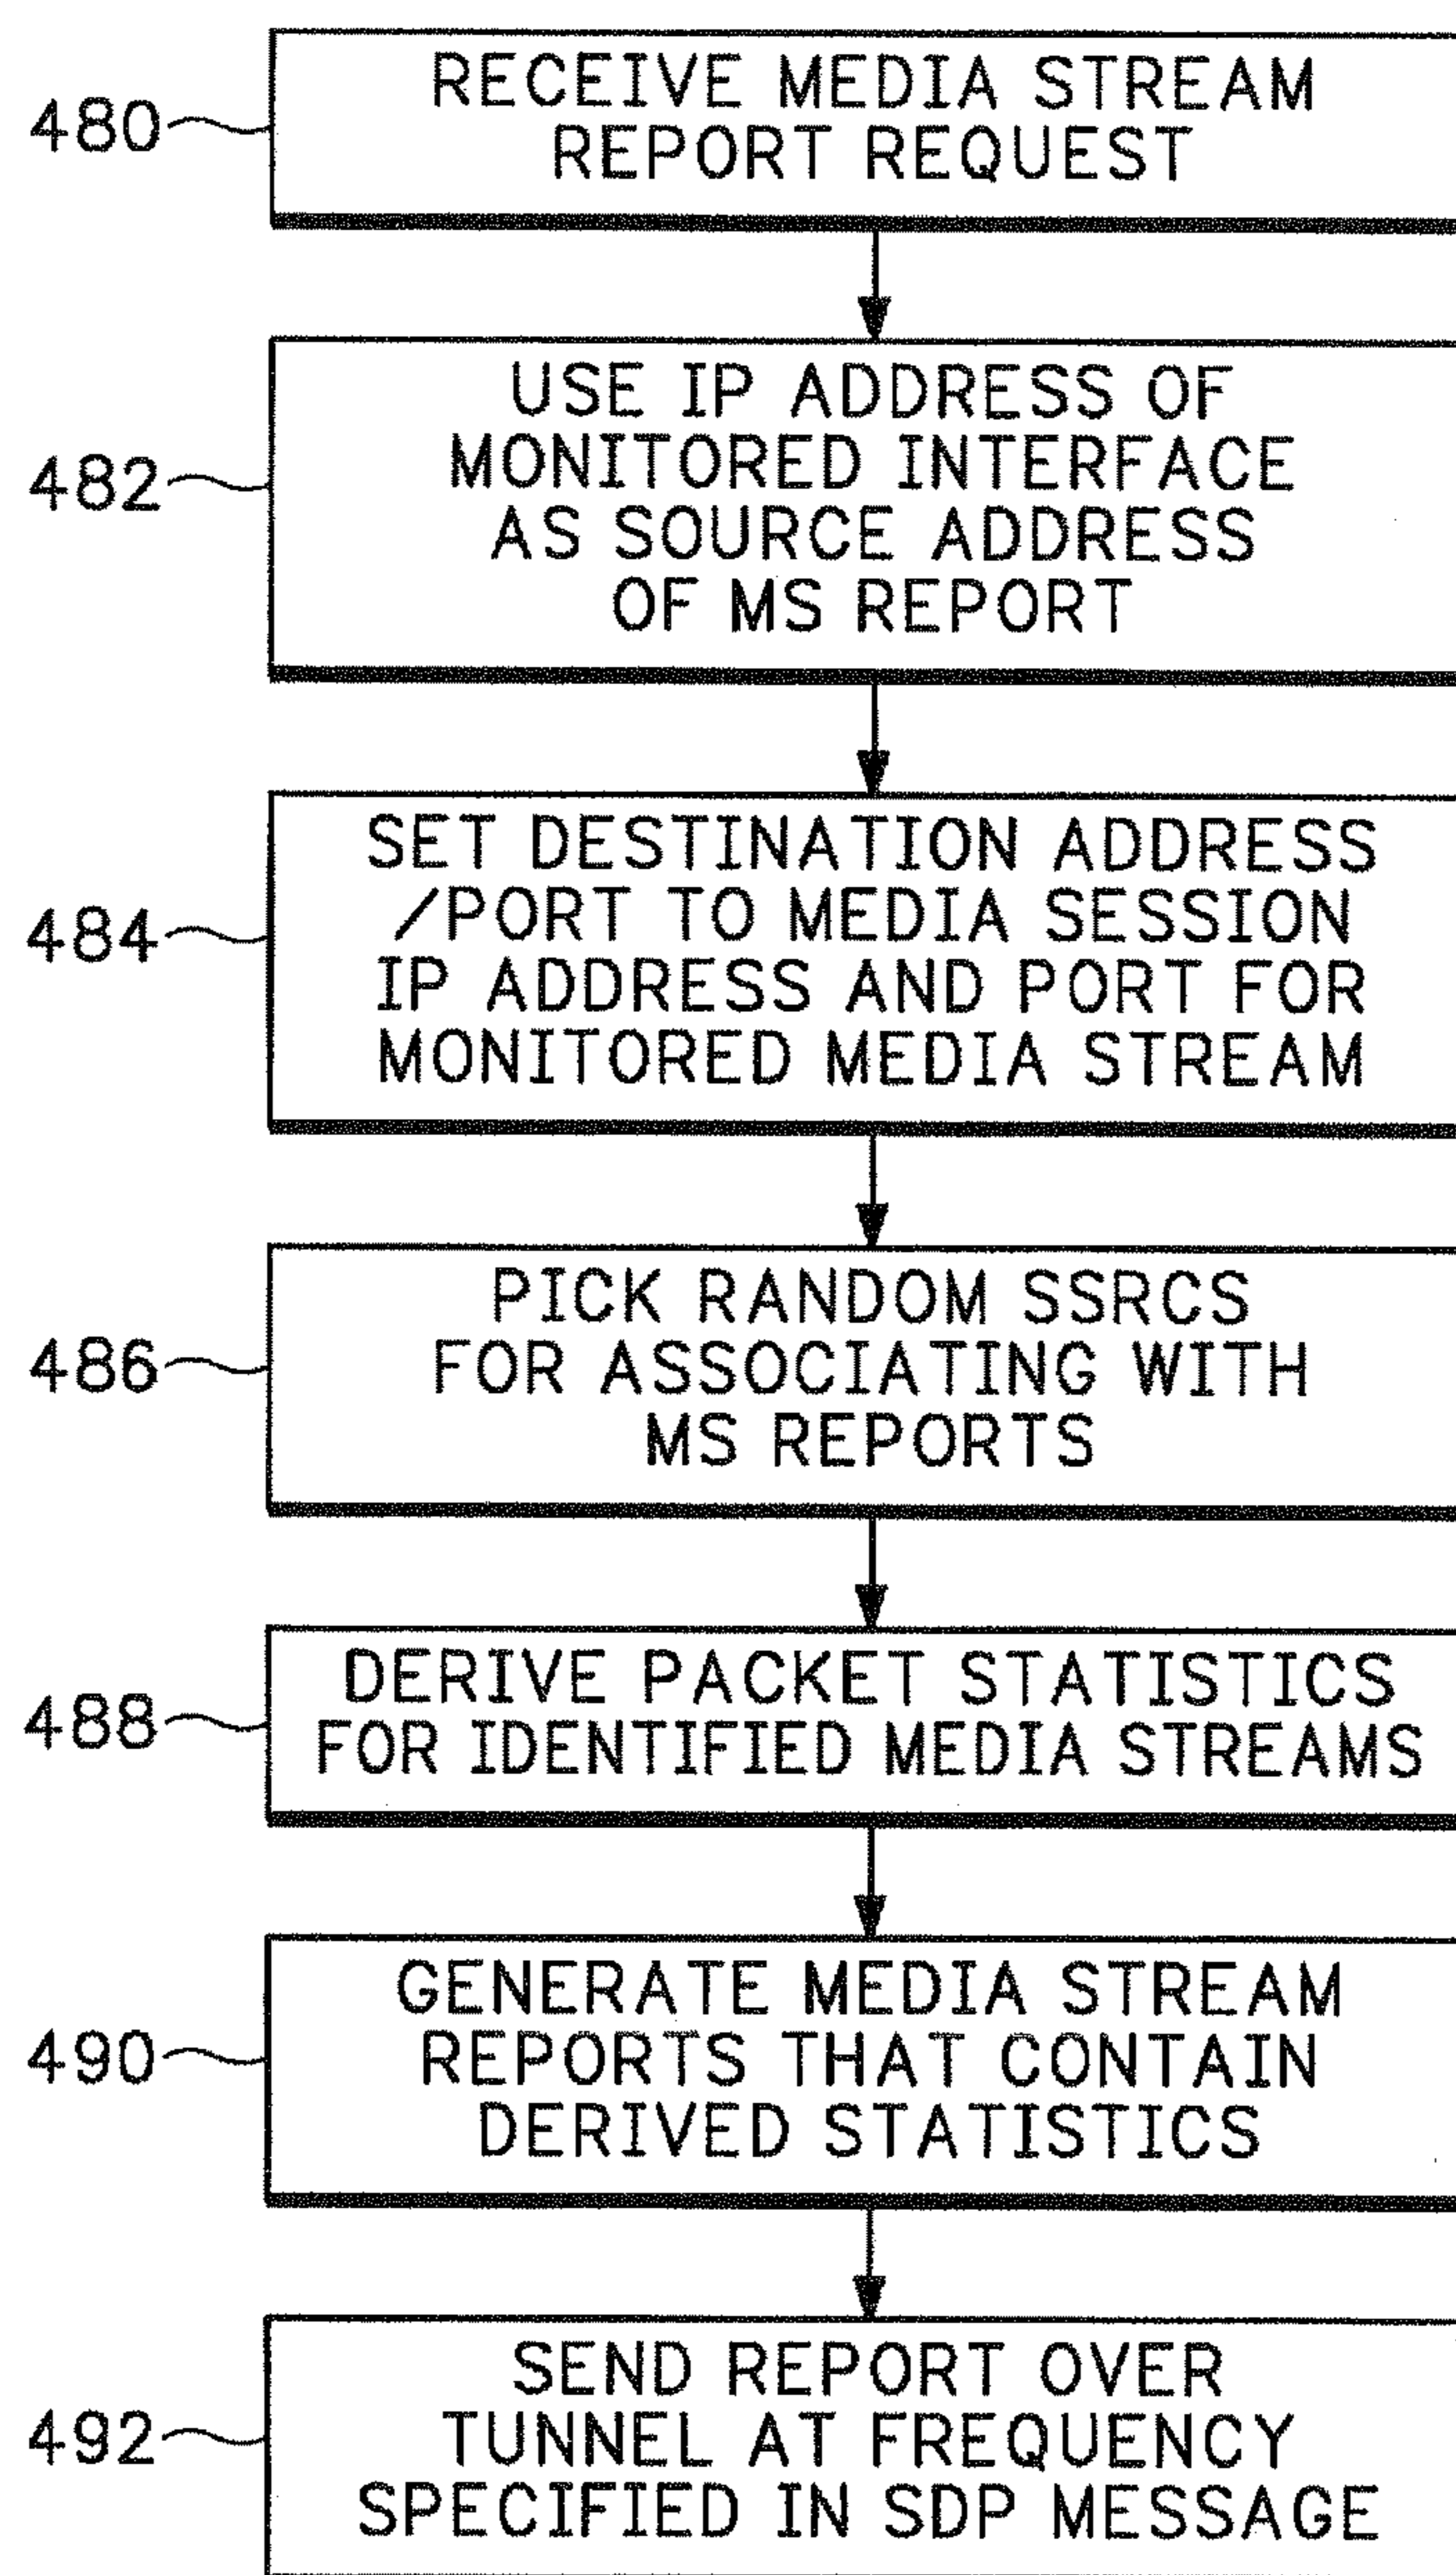 480
RECEIVE MEDIA STREAM
REPORT REQUEST
482
USE IP ADDRESS OF
MONITORED INTERFACE
AS SOURCE ADDRESS
OF MS REPORT
484
SET DESTINATION ADDRESS
/PORT TO MEDIA SESSION
IP ADDRESS AND PORT FOR
MONITORED MEDIA STREAM
486
PICK RANDOM SSRCS
FOR ASSOCIATING WITH
MS REPORTS
488
DERIVE PACKET STATISTICS
FOR IDENTIFIED MEDIA STREAMS
490
GENERATE MEDIA STREAM
REPORTS THAT CONTAIN
DERIVED STATISTICS
492
SEND REPORT OVER
TUNNEL AT FREQUENCY
SPECIFIED IN SDP MESSAGE